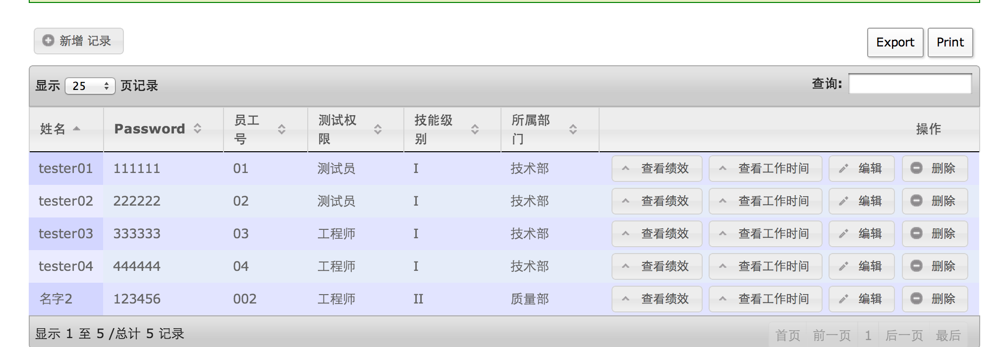 新增 记录
Export Print
显示 25 页记录 查询:
姓名 Password 员工号 测试权限 技能级别 所属部门 操作
tester01 111111 01 测试员 I 技术部 查看绩效 查看工作时间 编辑 删除
tester02 222222 02 测试员 I 技术部 查看绩效 查看工作时间 编辑 删除
tester03 333333 03 工程师 I 技术部 查看绩效 查看工作时间 编辑 删除
tester04 444444 04 工程师 I 技术部 查看绩效 查看工作时间 编辑 删除
名字2 123456 002 工程师 II 质量部 查看绩效 查看工作时间 编辑 删除
显示 1 至 5 /总计 5 记录 首页 前一页 1 后一页 最后